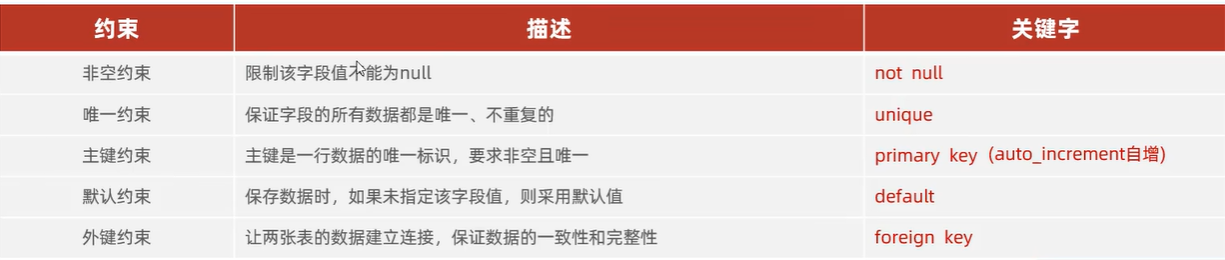 约束 描述 关键字
非空约束 限制该字段值不能为null not null
唯一约束 保证字段的所有数据都是唯一、不重复的 unique
主键约束 主键是一行数据的唯一标识，要求非空且唯一 primary key (auto_increment自增)
默认约束 保存数据时，如果未指定该字段值，则采用默认值 default
外键约束 让两张表的数据建立连接，保证数据的一致性和完整性 foreign key